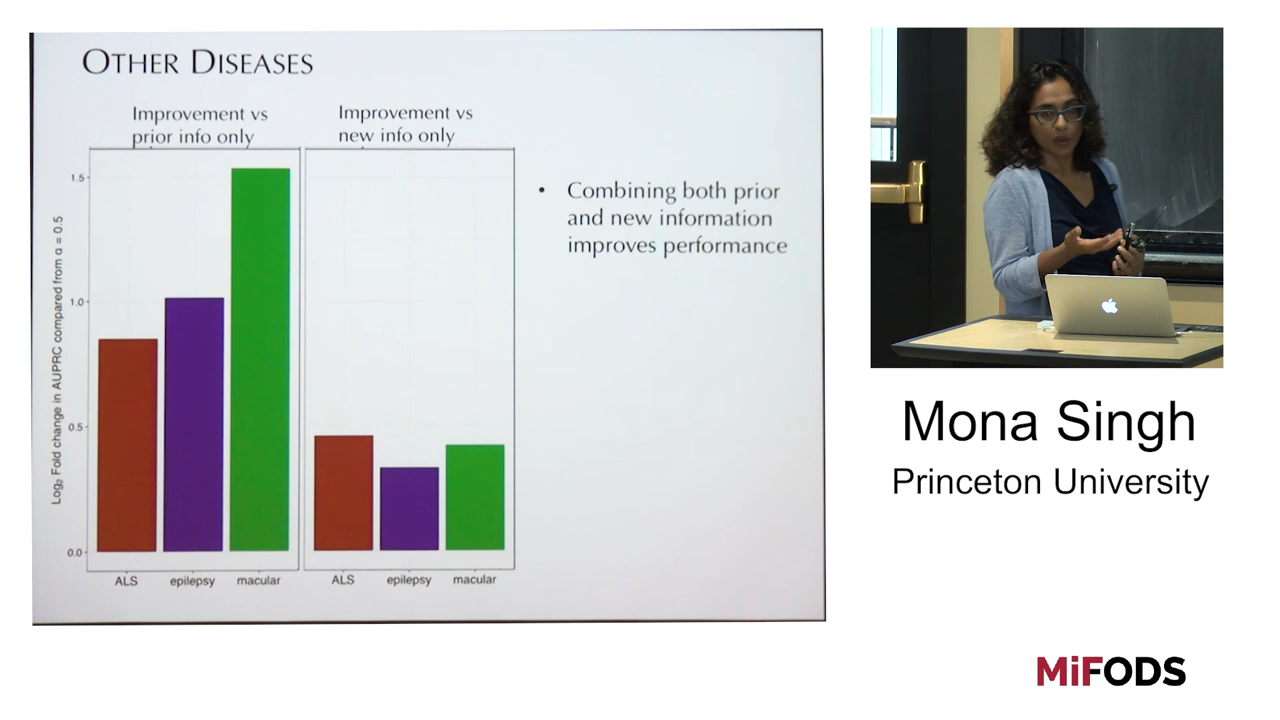 OTHER DISEASES
Improvement vs
prior info only
Improvement vs
new info only
Log₂ Fold change in AUPRC compared from α = 0.5
1.5
1.0
0.5
0.0
ALS
epilepsy
macular
ALS
epilepsy
macular
• Combining both prior
and new information
improves performance
Mona Singh
Princeton University
MiFODS